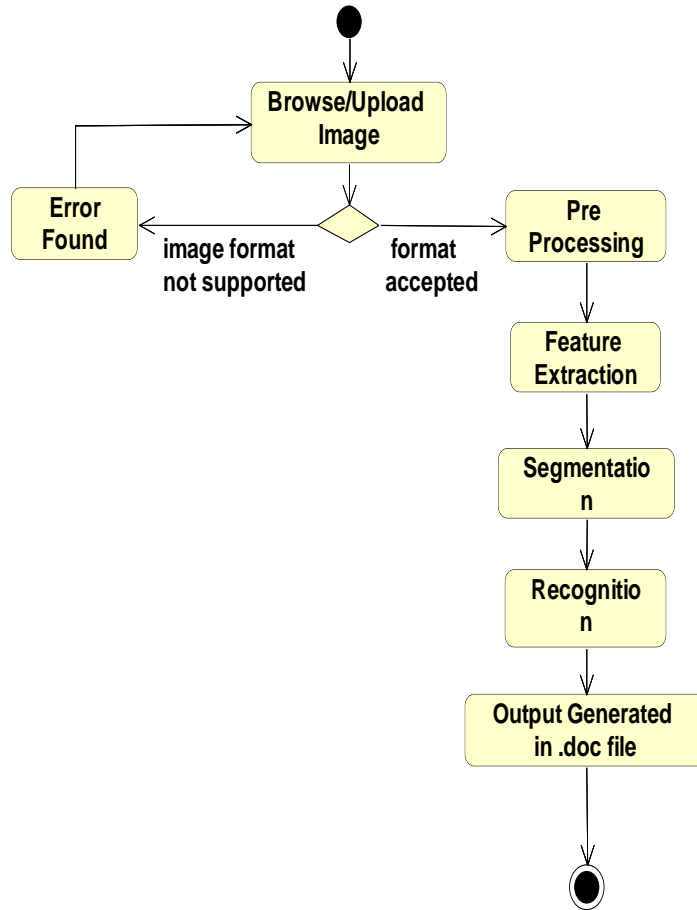 Browse/Upload
Image
Error
Found
image format
not supported
format
accepted
Pre
Processing
Feature
Extraction
Segmentatio
n
Recognitio
n
Output Generated
in .doc file